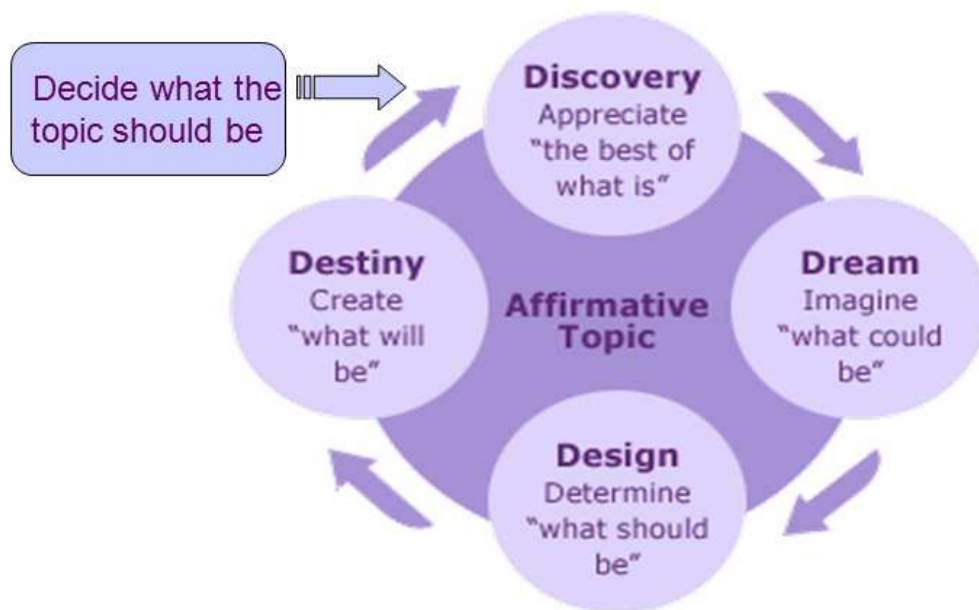 Decide what the
topic should be
Discovery
Appreciate
“the best of
what is”
Dream
Imagine
“what could
be”
Design
Determine
“what should
be”
Destiny
Create
“what will
be”
Affirmative
Topic